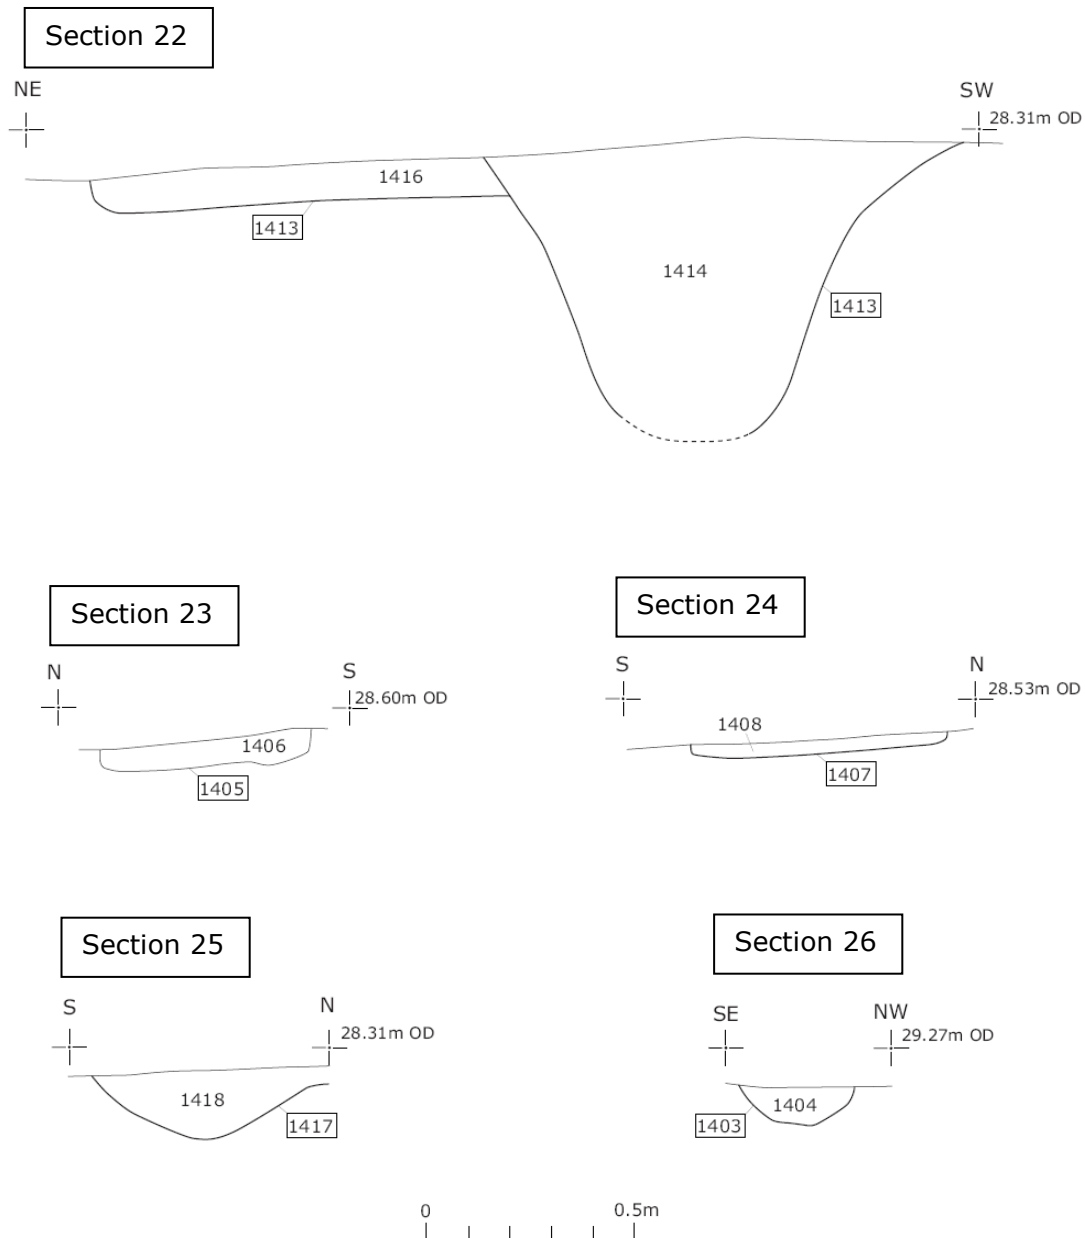 Section 22
NE
SW
28.31m OD
1416
1413
1414
1413
Section 23
Section 24
N
S
28.60m OD
S
N
28.53m OD
1406
1405
1408
1407
Section 25
Section 26
S
N
28.31m OD
SE
NW
29.27m OD
1418
1417
1404
1403
0
0.5m